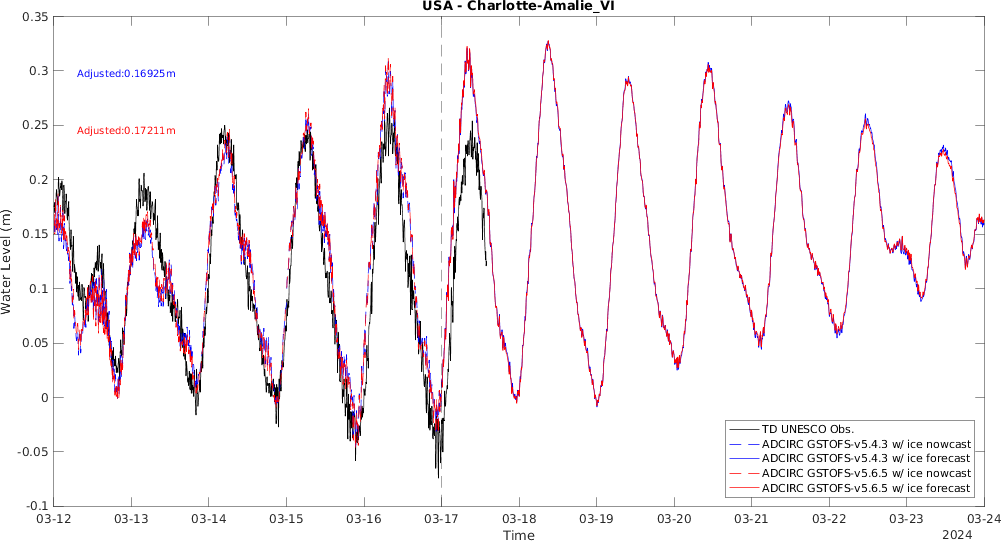 USA - Charlotte-Amalie_VI
0.35
0.3
0.25
0.2
0.15
0.1
0.05
0
-0.05
-0.1
Water Level (m)
Adjusted:0.16925m
Adjusted:0.17211m
TD UNESCO Obs.
ADCIRC GSTOFS-v5.4.3 w/ ice nowcast
ADCIRC GSTOFS-v5.4.3 w/ ice forecast
ADCIRC GSTOFS-v5.6.5 w/ ice nowcast
ADCIRC GSTOFS-v5.6.5 w/ ice forecast
03-12 03-13 03-14 03-15 03-16 03-17 03-18 03-19 03-20 03-21 03-22 03-23 03-24
Time
2024